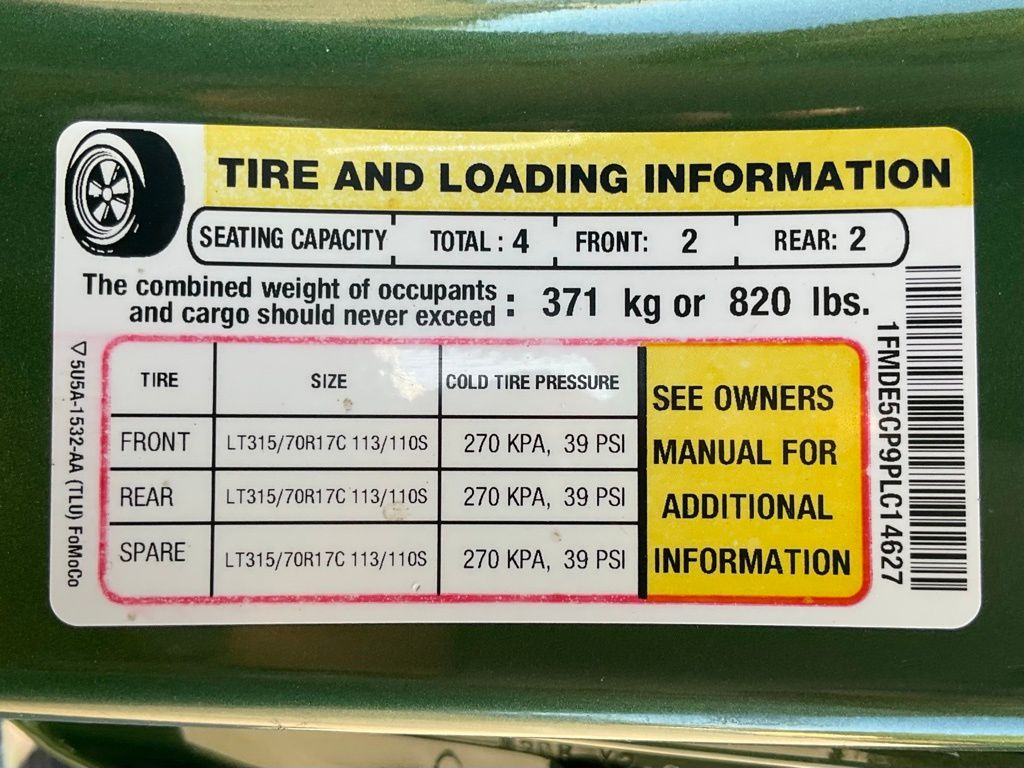 TIRE AND LOADING INFORMATION
SEATING CAPACITY TOTAL : 4 FRONT: 2 REAR: 2
The combined weight of occupants
and cargo should never exceed : 371 kg or 820 lbs.
TIRE SIZE COLD TIRE PRESSURE
FRONT LT315/70R17C 113/110S 270 KPA, 39 PSI
REAR LT315/70R17C 113/110S 270 KPA, 39 PSI
SPARE LT315/70R17C 113/110S 270 KPA, 39 PSI
SEE OWNERS
MANUAL FOR
ADDITIONAL
INFORMATION
1FMDE5CP9PLC14627
5U5A-1532-AA (TLU) FoMoCo